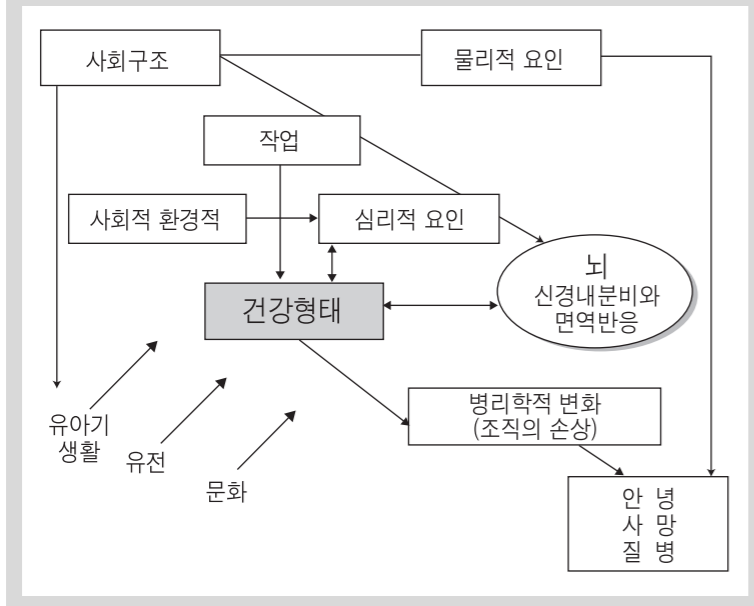 사회구조
물리적 요인
작업
사회적 환경적
심리적 요인
뇌
신경내분비와
면역반응
건강형태
유아기
생활
유전
문화
병리학적 변화
(조직의 손상)
안 녕
사 망
질 병